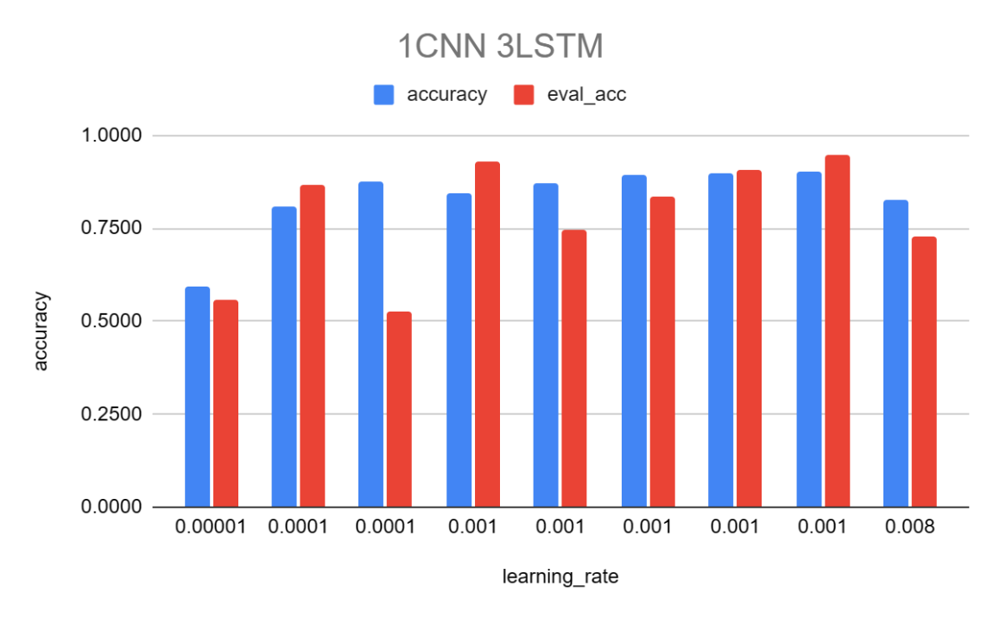 1CNN 3LSTM
accuracy eval_acc
1.0000
0.7500
0.5000
0.2500
0.0000
accuracy
0.00001 0.0001 0.0001 0.001 0.001 0.001 0.001 0.001 0.008
learning_rate